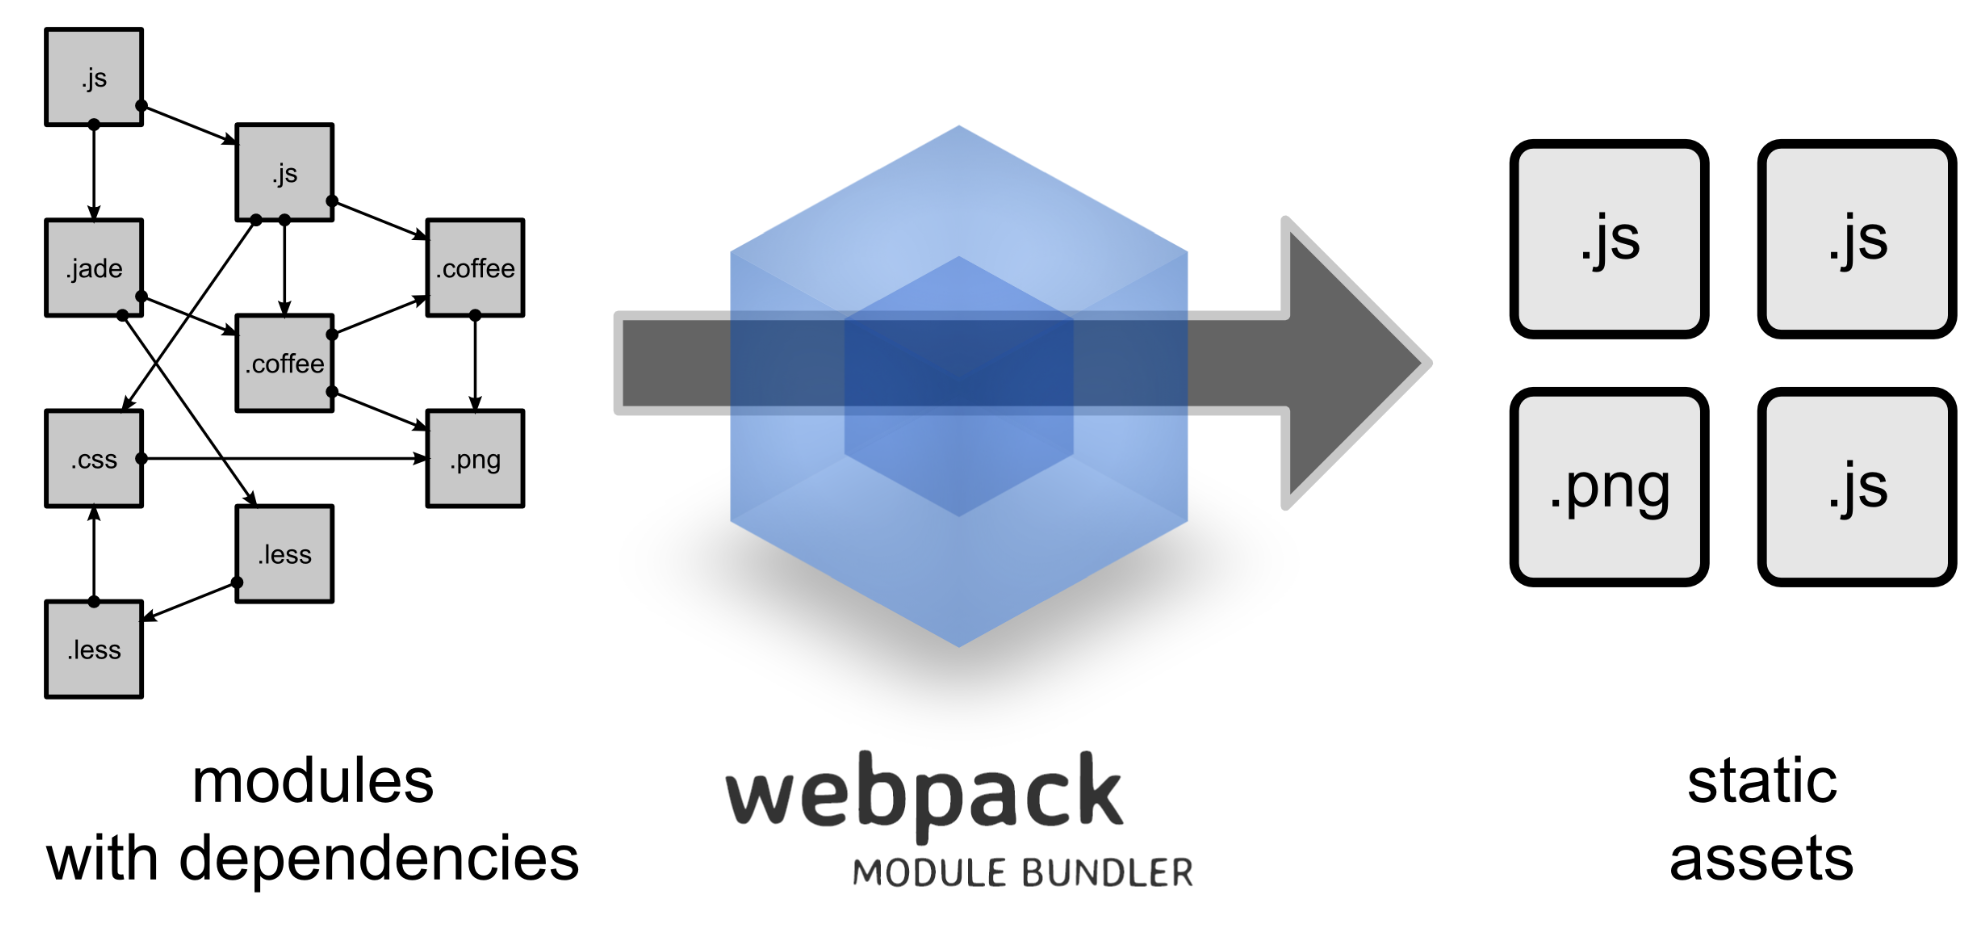 .js
.js
.jade
.coffee
.coffee
.css
.png
.less
.less
modules
with dependencies
webpack
MODULE BUNDLER
.js
.js
.png
.js
static
assets